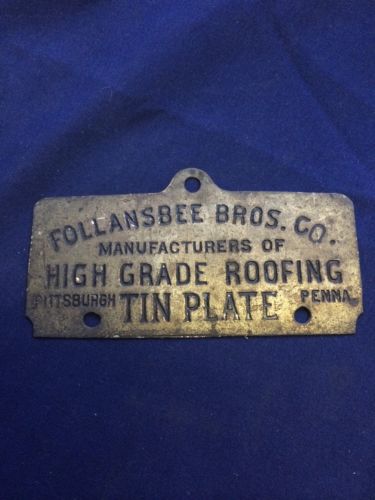 FOLLANSBEE BROS. CO.
MANUFACTURERS OF
HIGH GRADE ROOFING
PITTSBURGH TIN PLATE PENNA